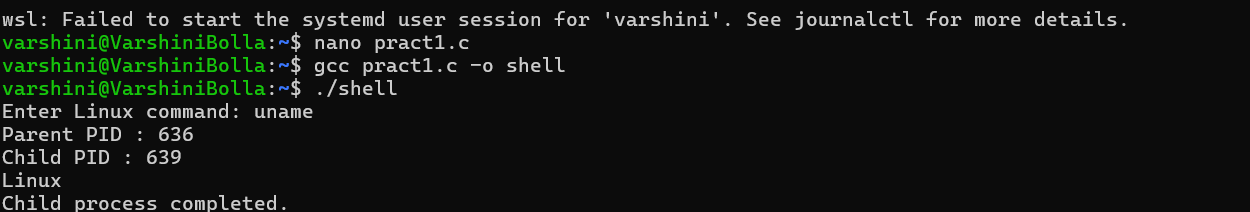 wsl: Failed to start the systemd user session for 'varshini'. See journalctl for more details.
varshini@VarshiniBolla:~$ nano pract1.c
varshini@VarshiniBolla:~$ gcc pract1.c -o shell
varshini@VarshiniBolla:~$ ./shell
Enter Linux command: uname
Parent PID : 636
Child PID : 639
Linux
Child process completed.